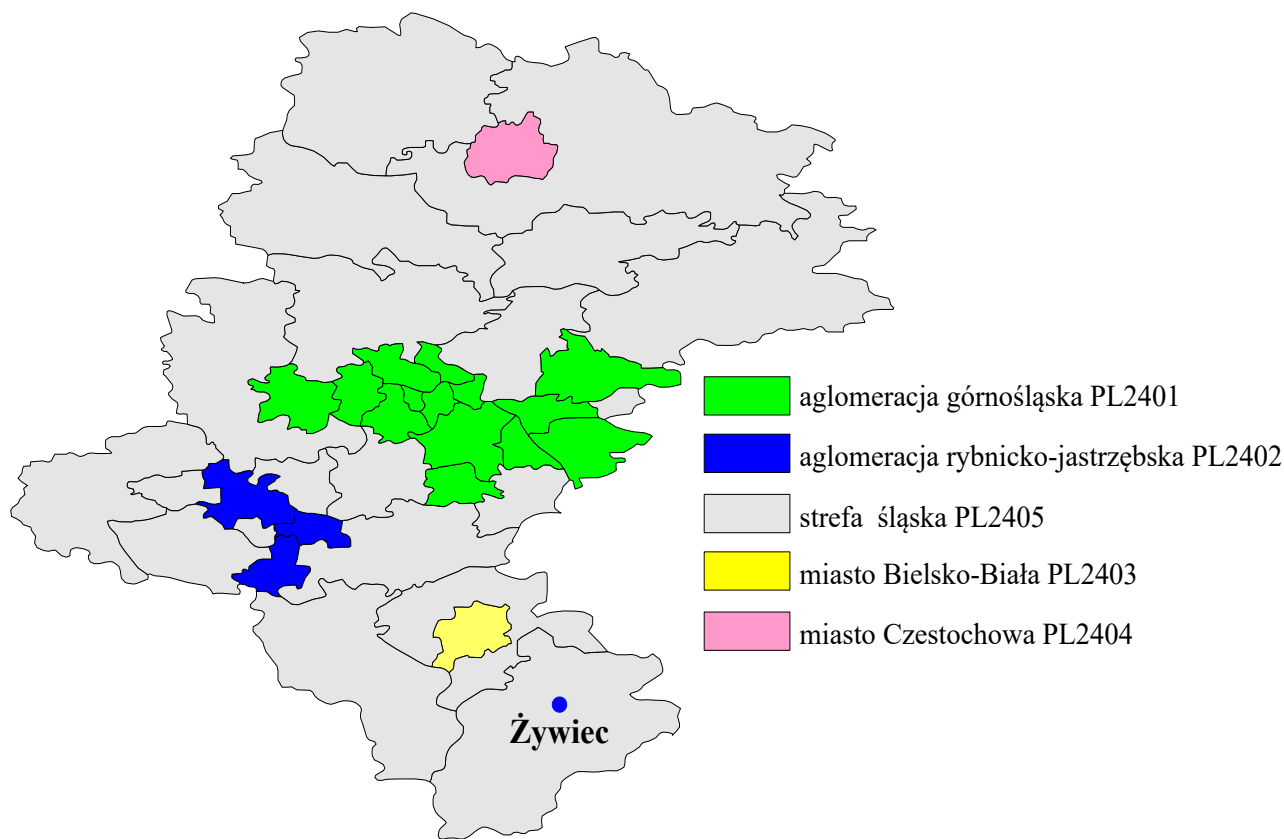 aglomeracja górnośląska PL2401
aglomeracja rybnicko-jastrzębska PL2402
strefa śląska PL2405
miasto Bielsko-Biała PL2403
miasto Czestochowa PL2404
Żywiec